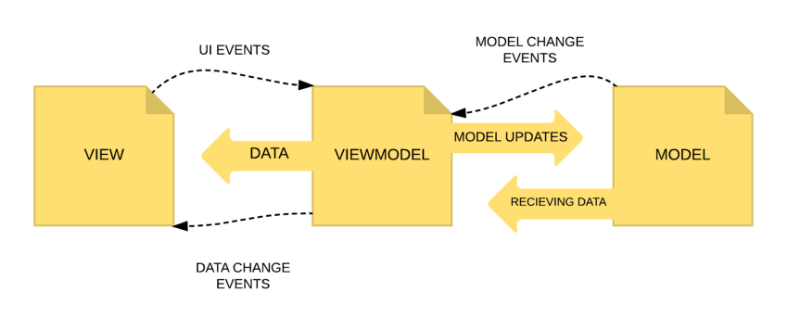 UI EVENTS
MODEL CHANGE
EVENTS
VIEW
DATA
VIEWMODEL
MODEL UPDATES
MODEL
RECIEVING DATA
DATA CHANGE
EVENTS